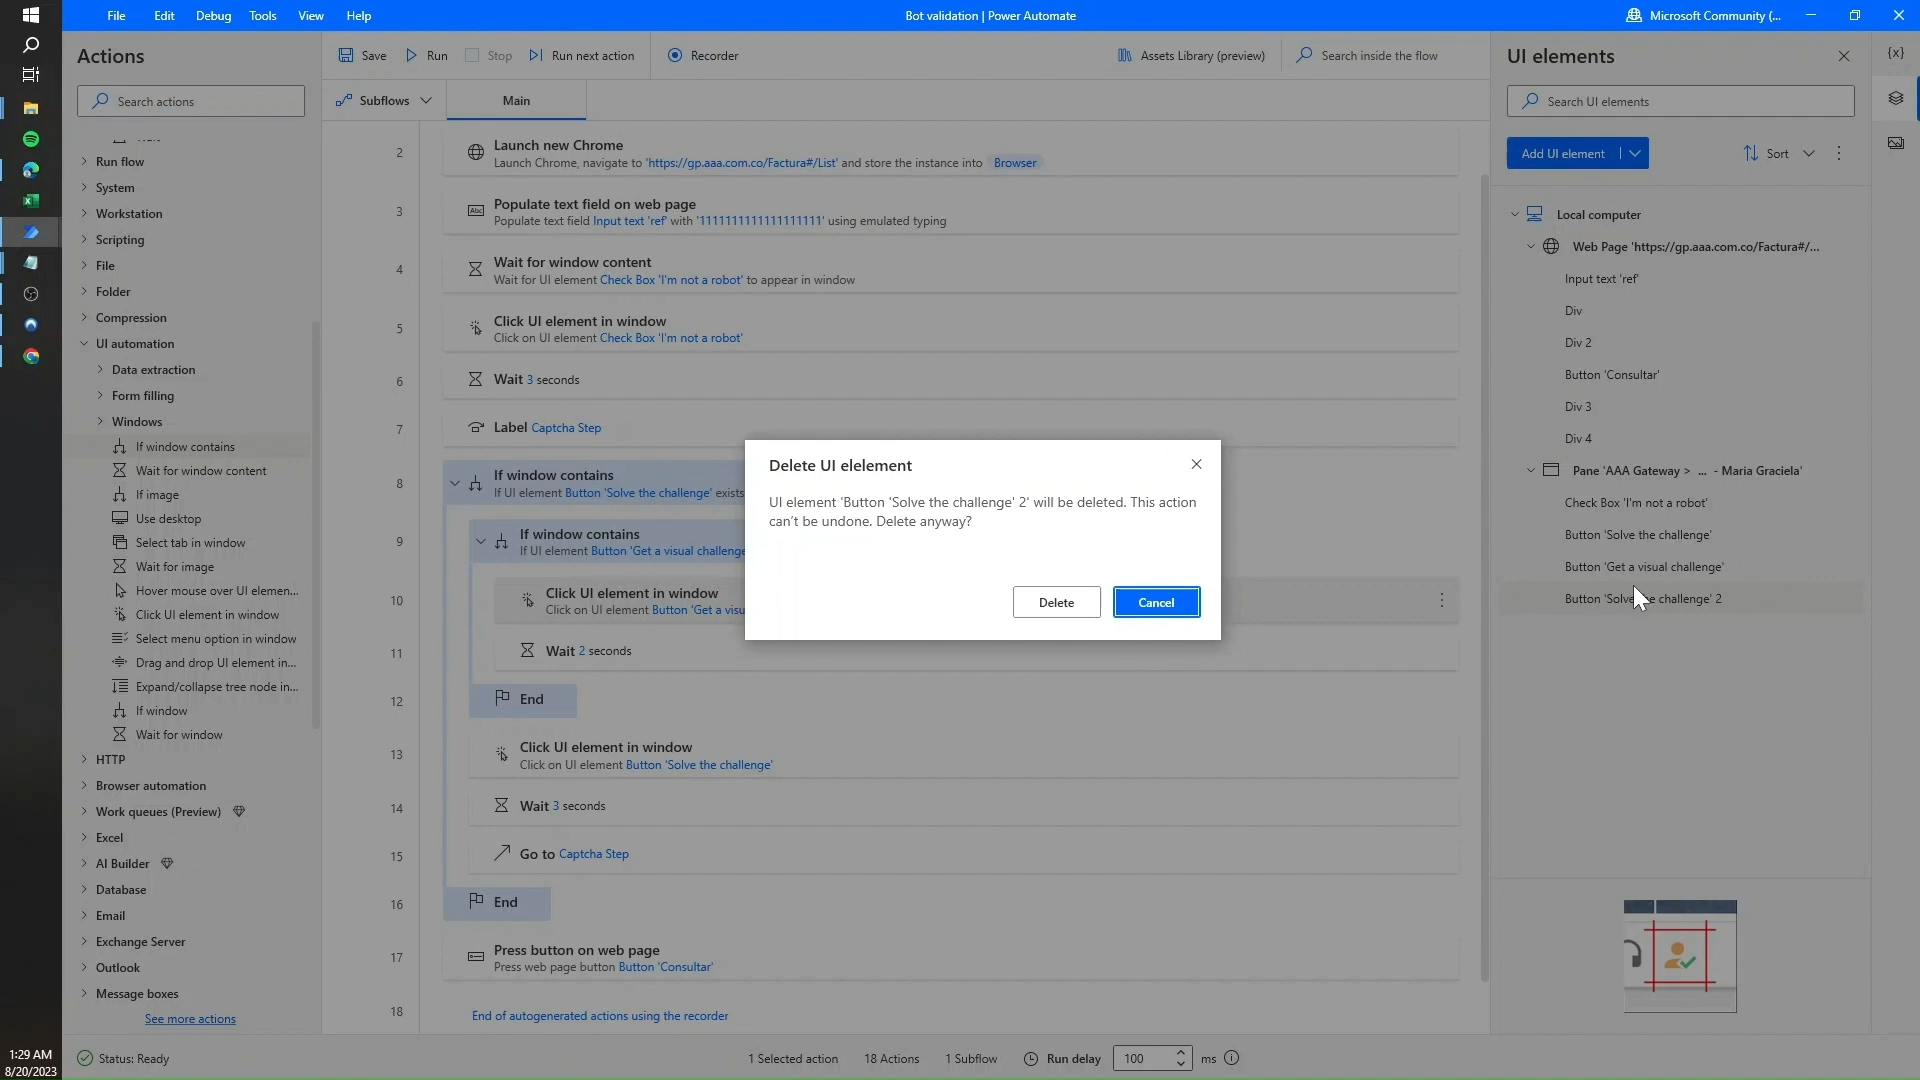 File Edit Debug Tools View Help
Bot validation | Power Automate
Microsoft Community (...
Actions
Search actions
Run flow
System
Workstation
Scripting
File
Folder
Compression
UI automation
Data extraction
Form filling
Windows
If window contains
Wait for window content
If image
Use desktop
Select tab in window
Wait for image
Hover mouse over UI elemen...
Click UI element in window
Select menu option in window
Drag and drop UI element in...
Expand/collapse tree node in...
If window
Wait for window
HTTP
Browser automation
Work queues (Preview)
Excel
AI Builder
Database
Email
Exchange Server
Outlook
Message boxes
See more actions
Save Run Stop Run next action Recorder
Assets Library (preview)
Search inside the flow
Subflows Main
2 Launch new Chrome
Launch Chrome, navigate to 'https://gp.aaa.com.co/Factura#/List' and store the instance into Browser
3 Populate text field on web page
Abc Populate text field Input text 'ref' with '1111111111111111111' using emulated typing
4 Wait for window content
Wait for UI element Check Box 'I'm not a robot' to appear in window
5 Click UI element in window
Click on UI element Check Box 'I'm not a robot'
6 Wait 3 seconds
7 Label Captcha Step
8 If window contains
If UI element Button 'Solve the challenge' exists
9 If window contains
If UI element Button 'Get a visual challenge
10 Click UI element in window
Click on UI element Button 'Get a visu
11 Wait 2 seconds
12 End
13 Click UI element in window
Click on UI element Button 'Solve the challenge'
14 Wait 3 seconds
15 Go to Captcha Step
16 End
17 Press button on web page
Press web page button Button 'Consultar'
18 End of autogenerated actions using the recorder
Delete UI elelement
UI element 'Button 'Solve the challenge' 2' will be deleted. This action
can't be undone. Delete anyway?
Delete Cancel
UI elements
{x}
Search UI elements
Add UI element Sort
Local computer
Web Page 'https://gp.aaa.com.co/Factura#/...
Input text 'ref'
Div
Div 2
Button 'Consultar'
Div 3
Div 4
Pane 'AAA Gateway > ... - Maria Graciela'
Check Box 'I'm not a robot'
Button 'Solve the challenge'
Button 'Get a visual challenge'
Button 'Solve challenge' 2
1:29 AM
8/20/2023
Status: Ready
1 Selected action 18 Actions 1 Subflow Run delay 100 ms